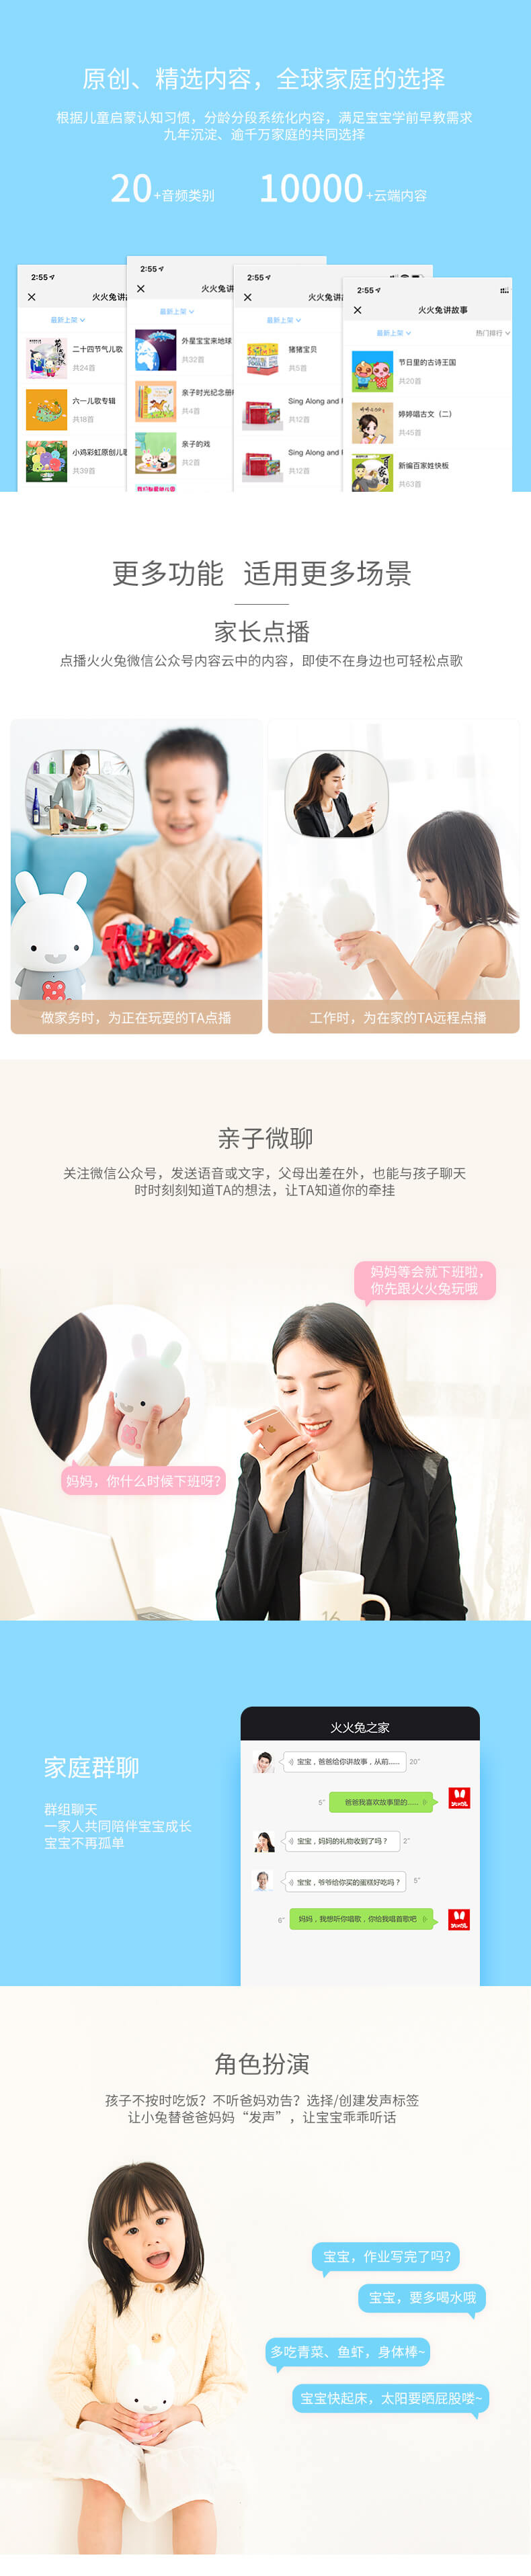 原创、精选内容，全球家庭的选择
根据儿童启蒙认知习惯，分龄分段系统化内容，满足宝宝学前早教需求
九年沉淀、逾千万家庭的共同选择
20+音频类别
10000+云端内容
2:55
火火兔讲
最新上架
二十四节气儿歌
共24首
六一儿歌专辑
共18首
小鸡彩虹原创儿歌
共39首
2:55
火火兔
最新上架
外星宝宝来地球
共32首
亲子时光纪念册
共4首
亲子的戏
共2首
2:55
火火兔讲
最新上架
猪猪宝贝
共5首
Sing Along and
共12首
Sing Along and
共12首
2:55
火火兔讲故事
最新上架
热门排行
节日里的古诗王国
共20首
婷婷唱古文（二）
共45首
新编百家姓快板
共63首
更多功能 适用更多场景
家长点播
点播火火兔微信公众号内容云中的内容，即使不在身边也可轻松点歌
做家务时，为正在玩耍的TA点播
工作时，为在家的TA远程点播
亲子微聊
关注微信公众号，发送语音或文字，父母出差在外，也能与孩子聊天
时时刻刻知道TA的想法，让TA知道你的牵挂
妈妈等会就下班啦，
你先跟火火兔玩哦
妈妈，你什么时候下班呀？
16
火火兔之家
宝宝，爸爸给你讲故事，从前......
20"
家庭群聊
群组聊天
一家人共同陪伴宝宝成长
宝宝不再孤单
5"
爸爸我喜欢故事里的......
宝宝，妈妈的礼物收到了吗？
2"
宝宝，爷爷给你买的蛋糕好吃吗？
5"
6"
妈妈，我想听你唱歌，你给我唱首歌吧
角色扮演
孩子不按时吃饭？不听爸妈劝告？选择/创建发声标签
让小兔替爸爸妈妈“发声”，让宝宝乖乖听话
宝宝，作业写完了吗？
宝宝，要多喝水哦
多吃青菜、鱼虾，身体棒~
宝宝快起床，太阳要晒屁股喽~